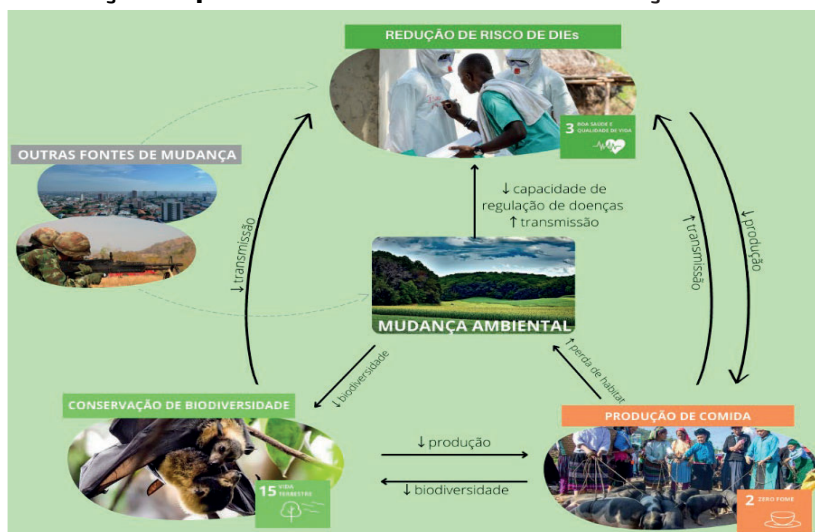 REDUÇÃO DE RISCO DE DIEs
3 BOA SAÚDE E
QUALIDADE DE VIDA
OUTRAS FONTES DE MUDANÇA
↓ capacidade de
regulação de doenças
↑ transmissão
↓ transmissão
↑ transmissão
↓ produção
MUDANÇA AMBIENTAL
↓ biodiversidade
↑ perda de habitat
CONSERVAÇÃO DE BIODIVERSIDADE
PRODUÇÃO DE COMIDA
↓ produção
↓ biodiversidade
15 VIDA
TERRESTRE
2 ZERO FOME